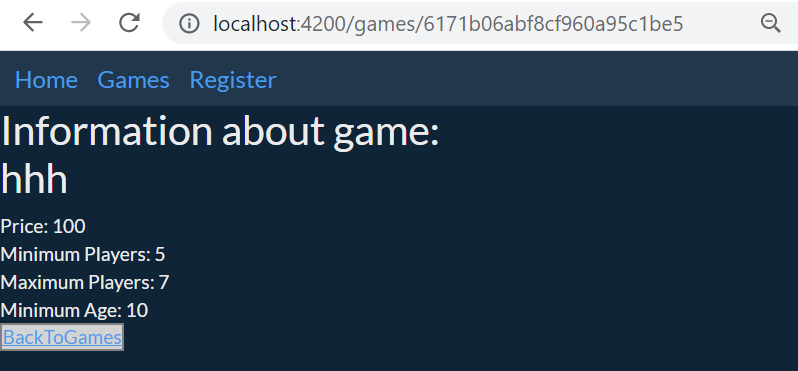 localhost:4200/games/6171b06abf8cf960a95c1be5
Home Games Register
Information about game:
hhh
Price: 100
Minimum Players: 5
Maximum Players: 7
Minimum Age: 10
BackToGames